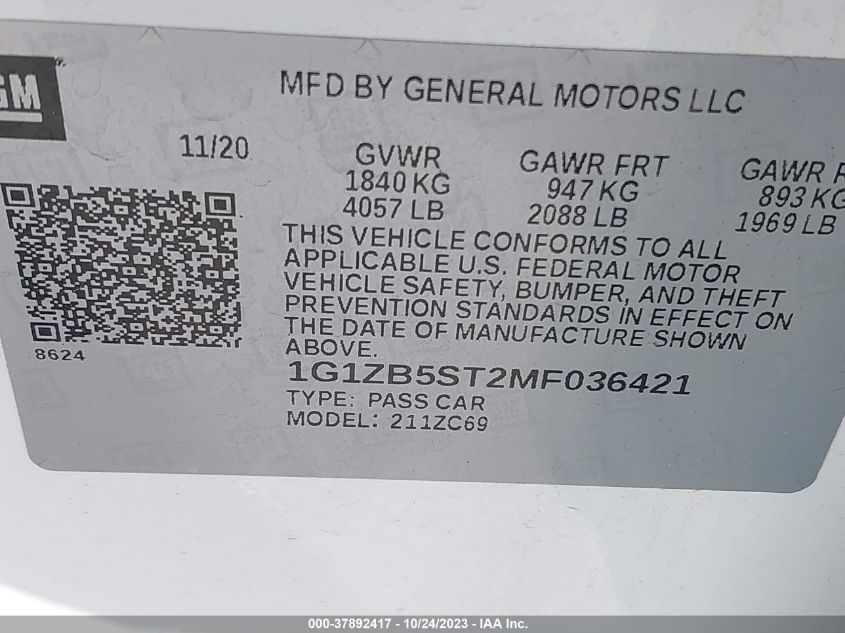 GM
MFD BY GENERAL MOTORS LLC
11/20
GVWR GAWR FRT GAWR
1840 KG 947 KG 893 KG
4057 LB 2088 LB 1969 LB
THIS VEHICLE CONFORMS TO ALL
APPLICABLE U.S. FEDERAL MOTOR
VEHICLE SAFETY, BUMPER, AND THEFT
PREVENTION STANDARDS IN EFFECT ON
THE DATE OF MANUFACTURE SHOWN
ABOVE.
8624
1G1ZB5ST2MF036421
TYPE: PASS CAR
MODEL: 211ZC69
000-37892417 - 10/24/2023 - IAA Inc.